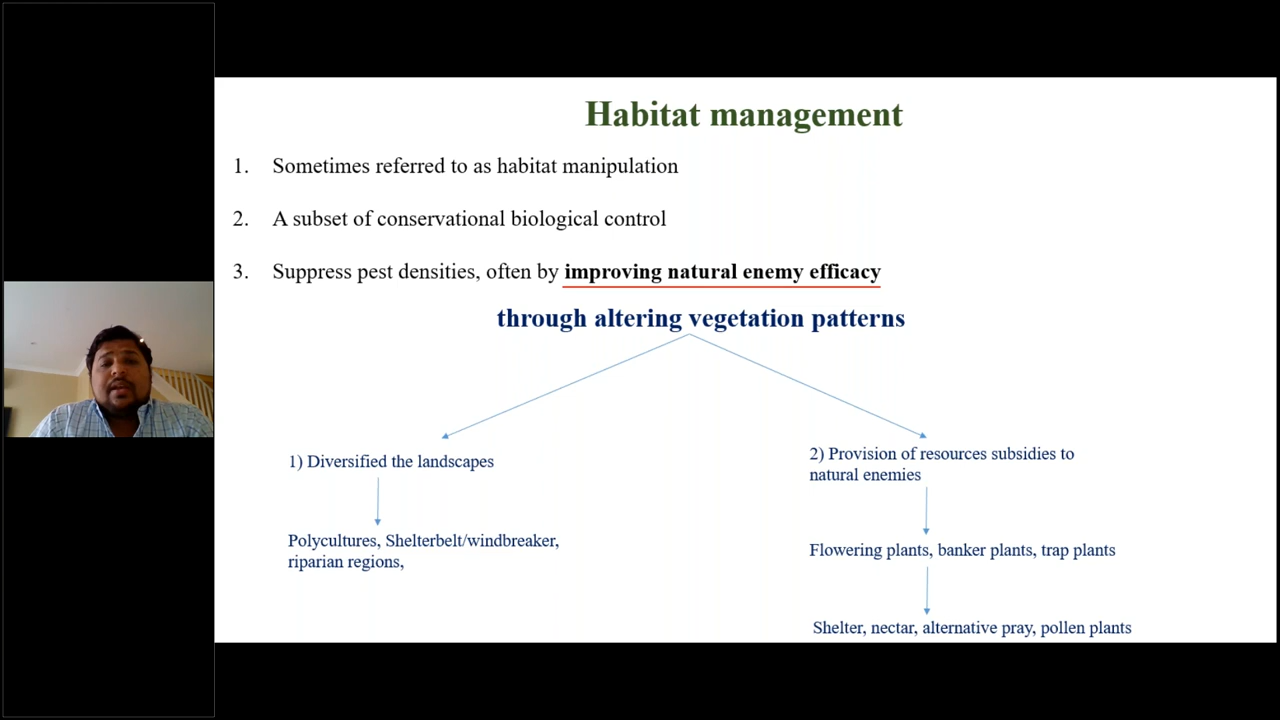 Habitat management
1. Sometimes referred to as habitat manipulation
2. A subset of conservational biological control
3. Suppress pest densities, often by improving natural enemy efficacy
through altering vegetation patterns
1) Diversified the landscapes
Polycultures, Shelterbelt/windbreaker,
riparian regions,
2) Provision of resources subsidies to
natural enemies
Flowering plants, banker plants, trap plants
Shelter, nectar, alternative pray, pollen plants